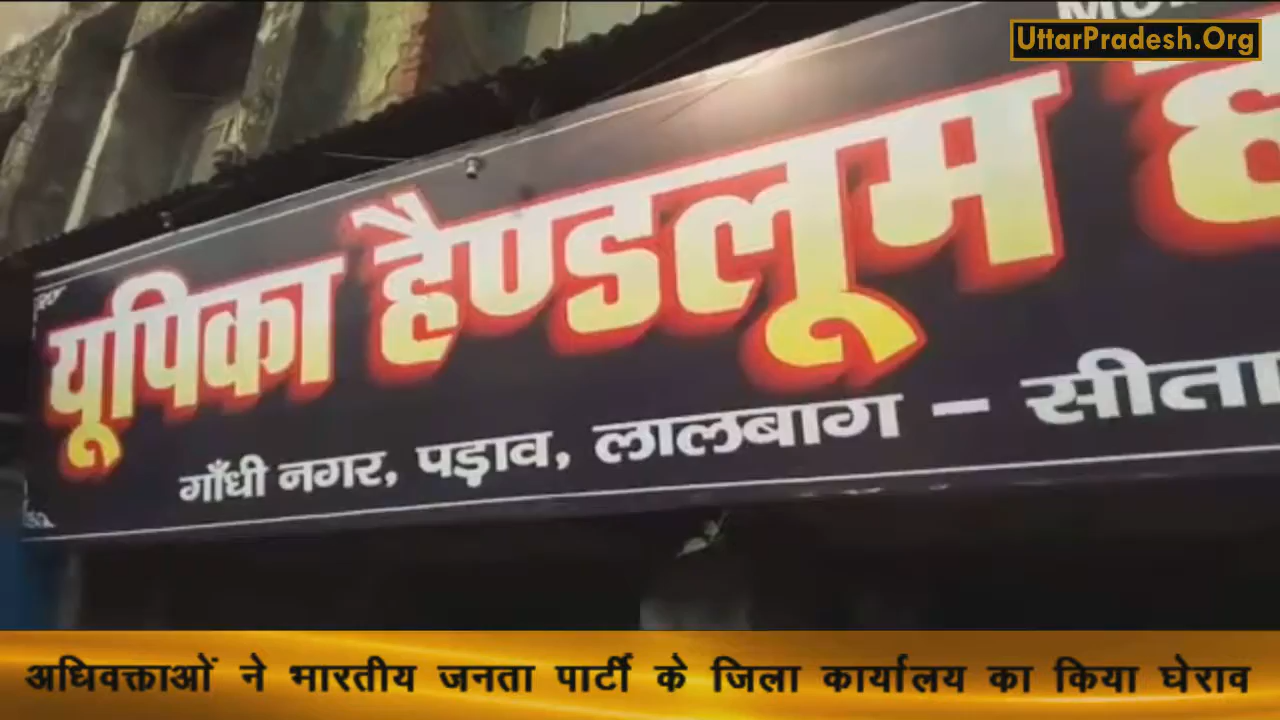 UttarPradesh.Org
यूपिका हैण्डलूम
गाँधी नगर, पड़ाव, लालबाग – सीता
अधिवक्ताओं ने भारतीय जनता पार्टी के जिला कार्यालय का किया घेराव